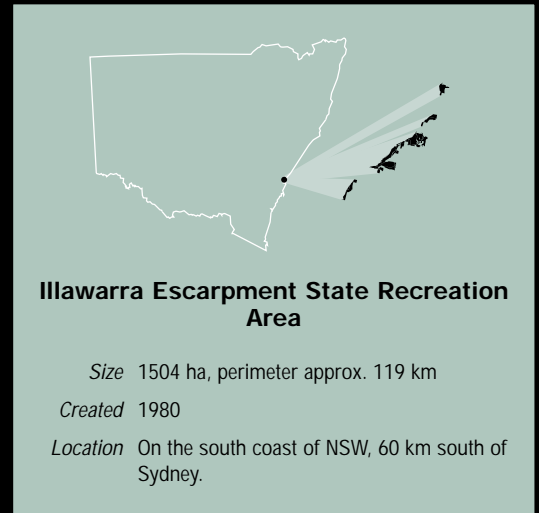 Illawarra Escarpment State Recreation
Area
Size 1504 ha, perimeter approx. 119 km
Created 1980
Location On the south coast of NSW, 60 km south of
Sydney.